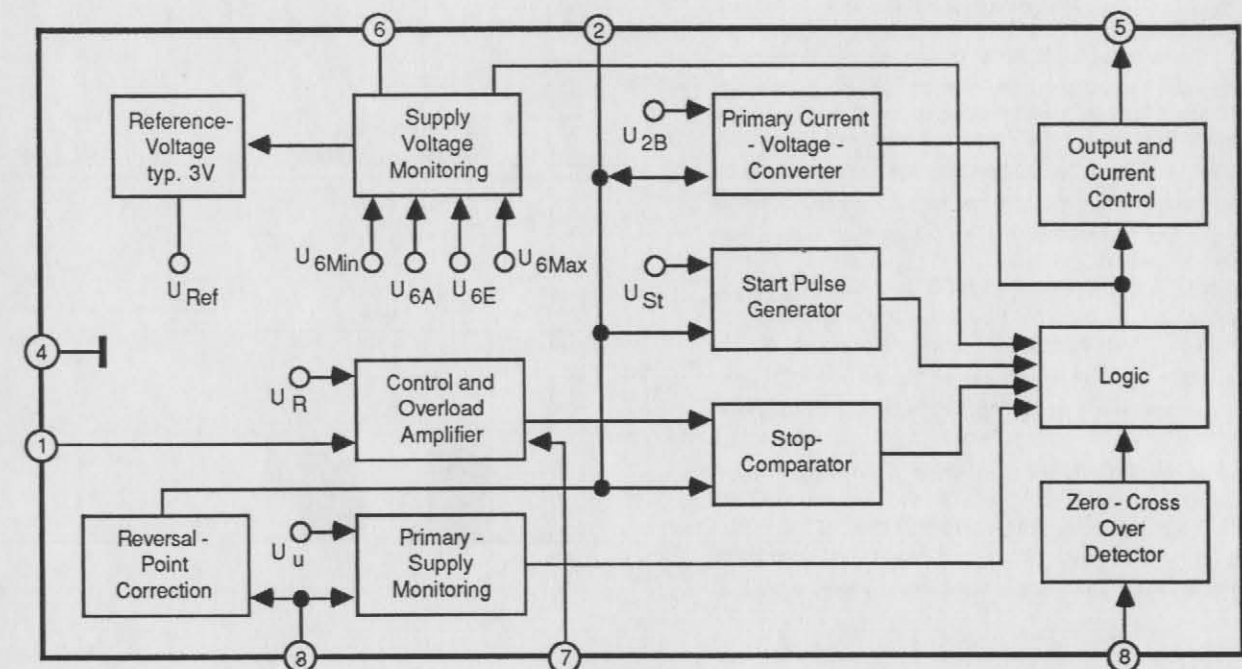 6
2
5
Reference-
Voltage
typ. 3V
Supply
Voltage
Monitoring
U2B
Primary Current
- Voltage -
Converter
Output and
Current
Control
U6Min
U6A
U6E
U6Max
URef
USt
Start Pulse
Generator
4
UR
Control and
Overload
Amplifier
Logic
1
Stop-
Comparator
Reversal -
Point
Correction
Uu
Primary -
Supply
Monitoring
Zero - Cross
Over
Detector
3
7
8